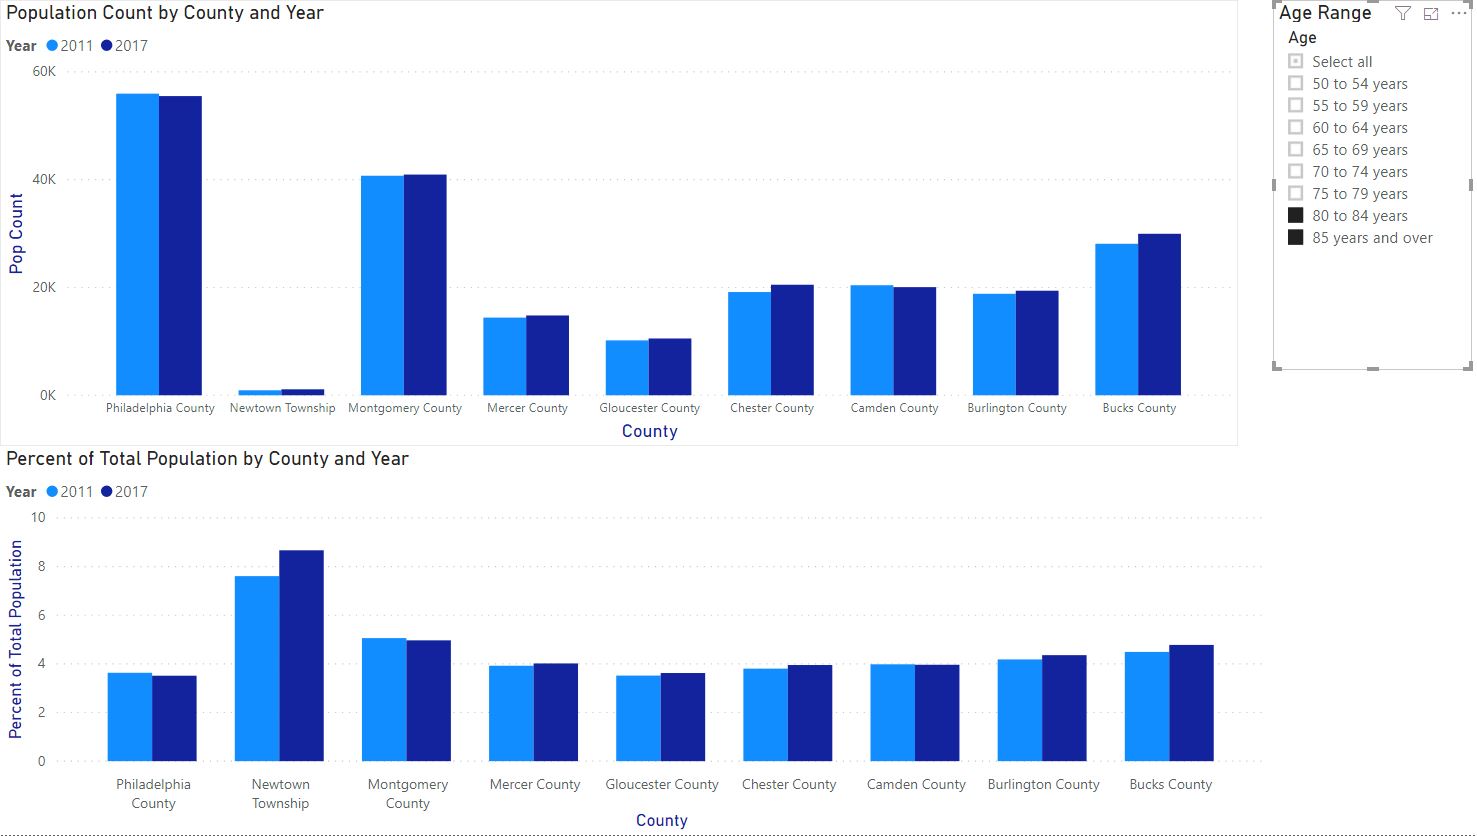 Population Count by County and Year
Year 2011 2017
60K
40K
20K
0K
Pop Count
Philadelphia County Newtown Township Montgomery County Mercer County Gloucester County Chester County Camden County Burlington County Bucks County
County
Age Range
Age
Select all
50 to 54 years
55 to 59 years
60 to 64 years
65 to 69 years
70 to 74 years
75 to 79 years
80 to 84 years
85 years and over
Percent of Total Population by County and Year
Year 2011 2017
10
8
6
4
2
0
Percent of Total Population
Philadelphia Newtown Montgomery Mercer County Gloucester County Chester County Camden County Burlington County Bucks County
County Township County
County